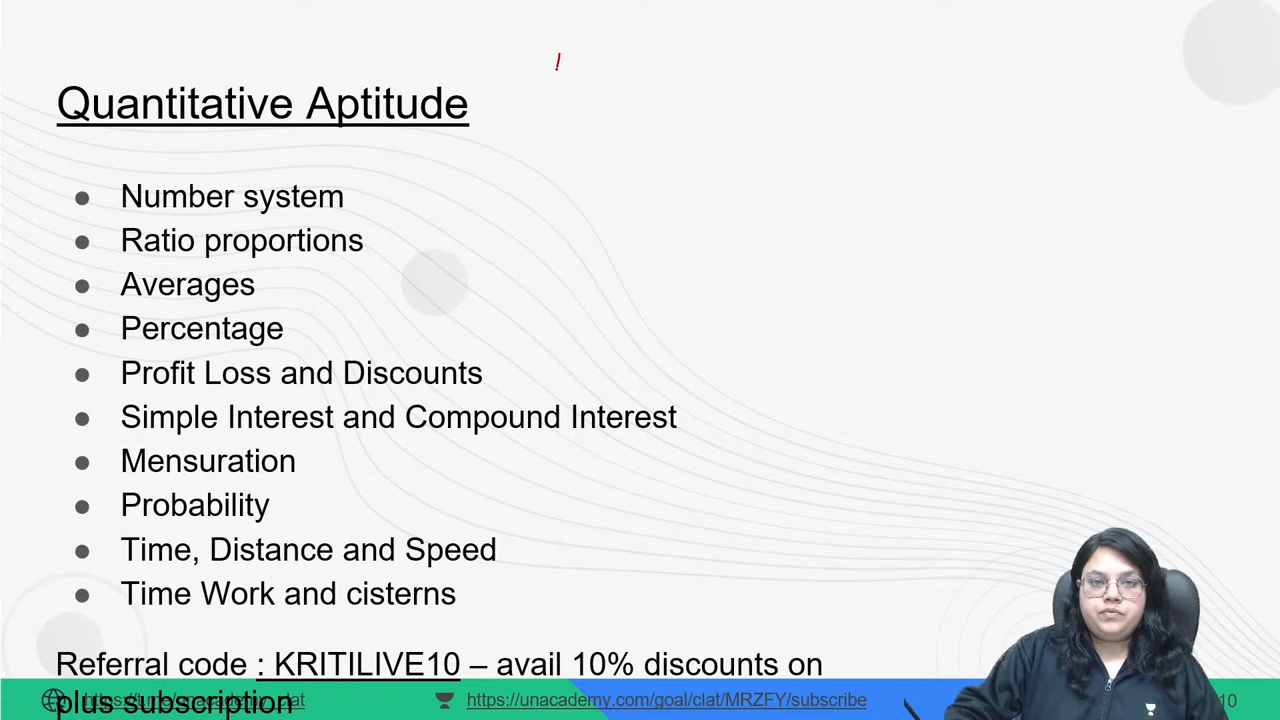 Quantitative Aptitude
● Number system
● Ratio proportions
● Averages
● Percentage
● Profit Loss and Discounts
● Simple Interest and Compound Interest
● Mensuration
● Probability
● Time, Distance and Speed
● Time Work and cisterns
Referral code : KRITILIVE10 – avail 10% discounts on
plus subscription
https://unacademy.com/goal/clat/MRZFY/subscribe
10